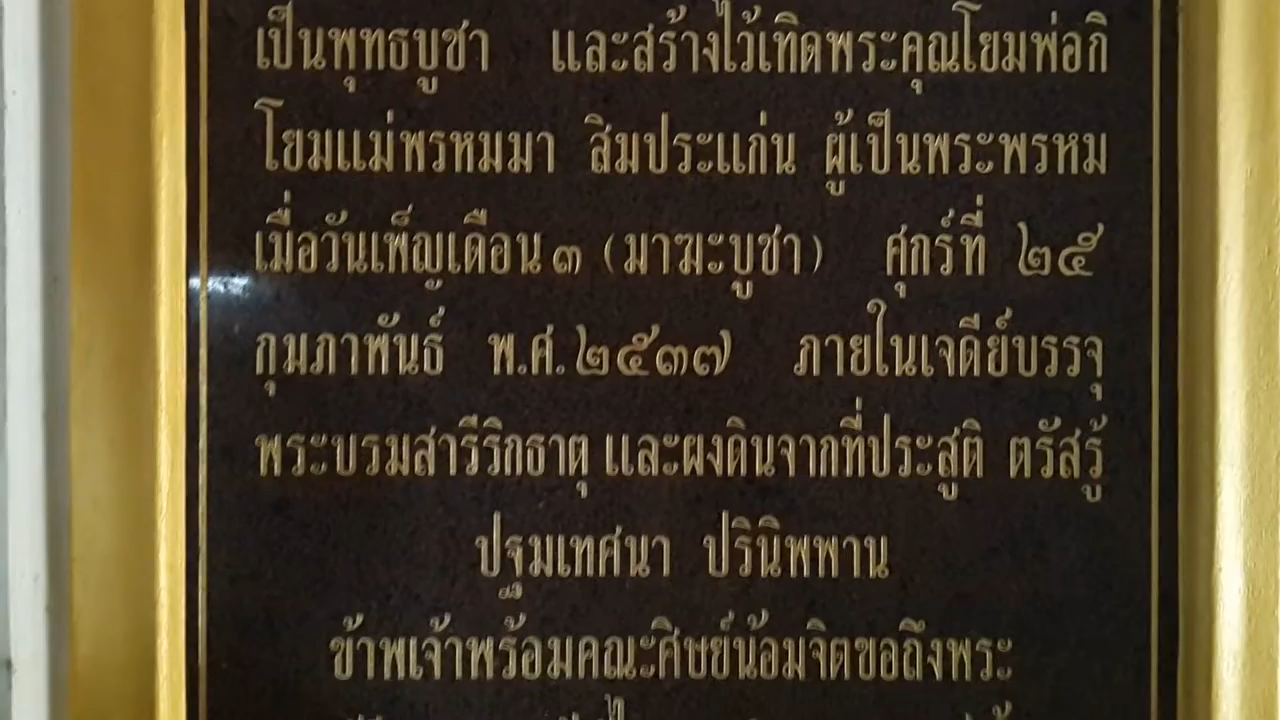 เป็นพุทธบูชา และสร้างไว้เทิดพระคุณโยมพ่อกิ
โยมแม่พรหมมา สิมประแก่น ผู้เป็นพระพรหม
เมื่อวันเพ็ญเดือน ๓ (มาฆะบูชา) ศุกร์ที่ ๒๕
กุมภาพันธ์ พ.ศ.๒๕๓๗ ภายในเจดีย์บรรจุ
พระบรมสารีริกธาตุ และผงดินจากที่ประสูติ ตรัสรู้
ปฐมเทศนา ปรินิพพาน
ข้าพเจ้าพร้อมคณะศิษย์น้อมจิตขอถึงพระ